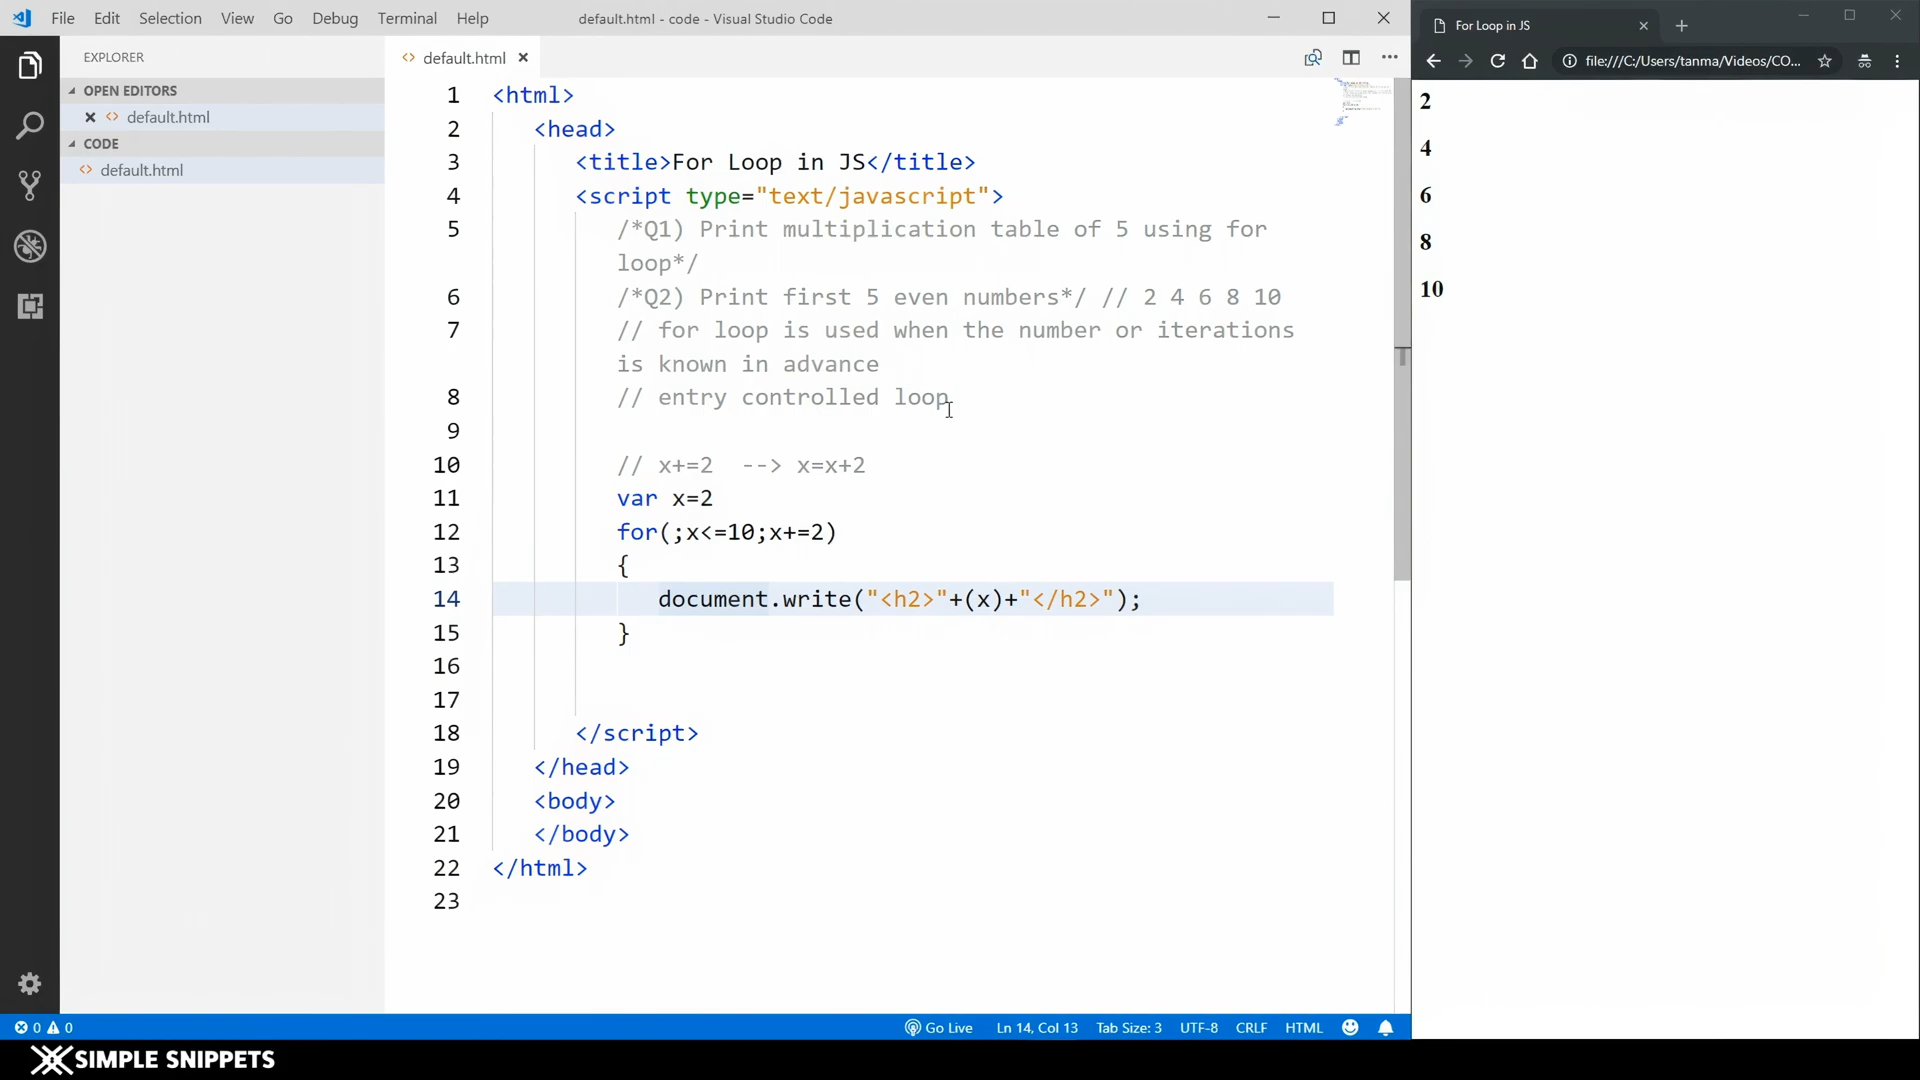 File Edit Selection View Go Debug Terminal Help
default.html - code - Visual Studio Code
EXPLORER
OPEN EDITORS
default.html
CODE
default.html
default.html
1 <html>
2 <head>
3 <title>For Loop in JS</title>
4 <script type="text/javascript">
5 /*Q1) Print multiplication table of 5 using for
loop*/
6 /*Q2) Print first 5 even numbers*/ // 2 4 6 8 10
7 // for loop is used when the number or iterations
is known in advance
8 // entry controlled loop
9
10 // x+=2  --> x=x+2
11 var x=2
12 for(;x<=10;x+=2)
13 {
14 document.write("<h2>"+(x)+"</h2>");
15 }
16
17
18 </script>
19 </head>
20 <body>
21 </body>
22 </html>
23
0 0
Go Live Ln 14, Col 13 Tab Size: 3 UTF-8 CRLF HTML
For Loop in JS
file:///C:/Users/tanma/Videos/CO...
2
4
6
8
10
SIMPLE SNIPPETS